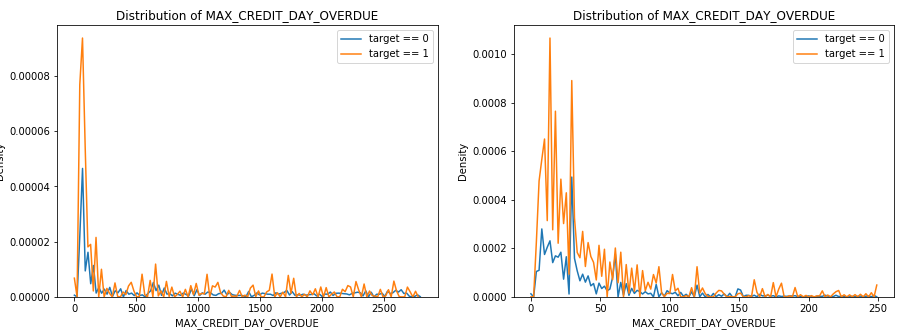 Distribution of MAX_CREDIT_DAY_OVERDUE
target == 0
target == 1
0.00008
0.00006
0.00004
0.00002
0.00000
Density
0 500 1000 1500 2000 2500
MAX_CREDIT_DAY_OVERDUE
Distribution of MAX_CREDIT_DAY_OVERDUE
target == 0
target == 1
0.0010
0.0008
0.0006
0.0004
0.0002
0.0000
Density
0 50 100 150 200 250
MAX_CREDIT_DAY_OVERDUE